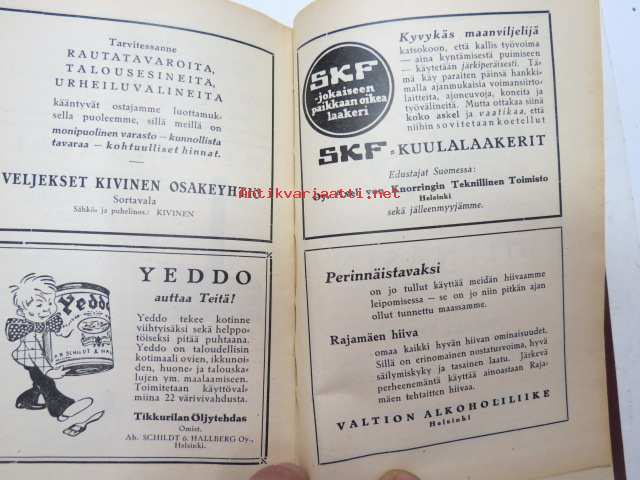 Tarvitessanne
RAUTATAVAROITA,
TALOUSESINEITA,
URHEILUVALINEITA
kääntyvät ostajamme luottamuk-
sella puoleemme, sillä meillä on
monipuolinen varasto - kunnollista
tavaraa - kohtuulliset hinnat.
VELJEKSET KIVINEN OSAKEYHTIÖ
Sortavala
Sähkö- ja puhelinos.: KIVINEN
Yeddo
YEDDO
auttaa Teitä!
Yeddo tekee kotinne
viihtyisäksi sekä helppo-
töiseksi pitää puhtaana.
Yeddo on taloudellisin
kotimaali ovien, ikkunoi-
den, huone- ja talouska-
lujen ym. maalaamiseen.
Toimitetaan käyttöval-
miina 22 värivivahdusta.
Tikkurilan Öljytehdas
Omist.
Ab. SCHILDT & HALLBERG Oy.,
Helsinki.
SKF
-jokaiseen
paikkaan oikea
laakeri
Kyvykäs maanviljelijä
katsokoon, että kallis työvoima
— aina kyntämisestä puimiseen
— käytetään järkiperäisesti. Tä-
mä käy paraiten päinsä hankki-
malla ajanmukaisia voimansiirto-
laitteita, ajoneuvoja, koneita ja
työvälineitä. Mutta ottakaa siinä
koko askel ja vaatikaa, että
niihin sovitetaan koetellut
SKF-KUULALAAKERIT
Edustajat Suomessa:
Oy. von Knorringin Teknillinen Toimisto
Helsinki
sekä jälleenmyyjämme.
Antikvariaatti.net
Perinnäistavaksi
on jo tullut käyttää meidän hiivaamme
leipomisessa — se on jo niin pitkän ajan
ollut tunnettu maassamme.
Rajamäen hiiva
omaa kaikki hyvän hiivan ominaisuudet.
Sillä on erinomainen nostatusvoima, hyvä
säilymiskyky ja tasainen laatu. Järkevä
perheenemäntä käyttää ainoastaan Raja-
mäen tehtaitten hiivaa.
VALTION ALKOHOLILIIKE
Helsinki